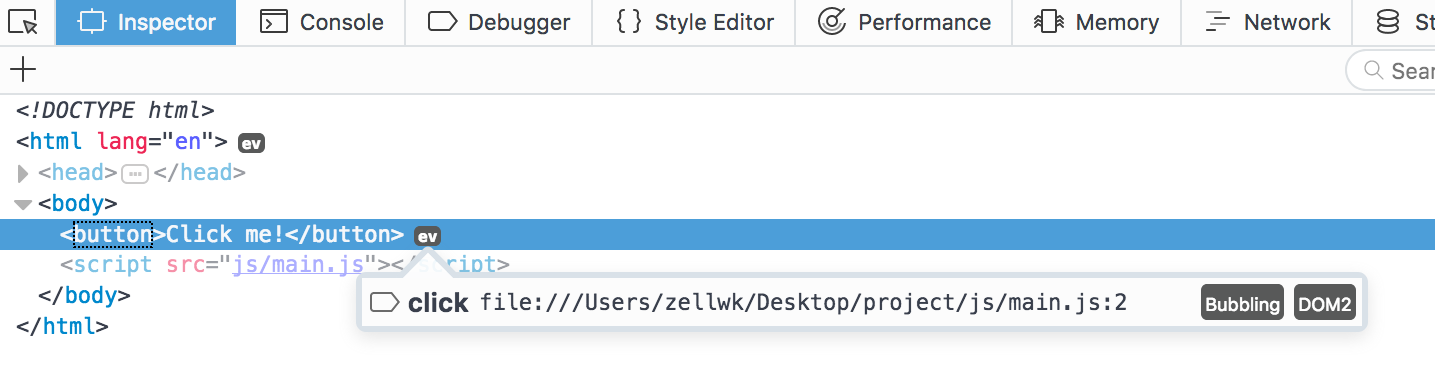 Inspector Console Debugger { } Style Editor Performance Memory Network St
+ Sear
<!DOCTYPE html>
<html lang="en"> ev
<head>⋯</head>
<body>
<button>Click me!</button> ev
<script src="js/main.js"></script>
click file:///Users/zellwk/Desktop/project/js/main.js:2 Bubbling DOM2
</body>
</html>